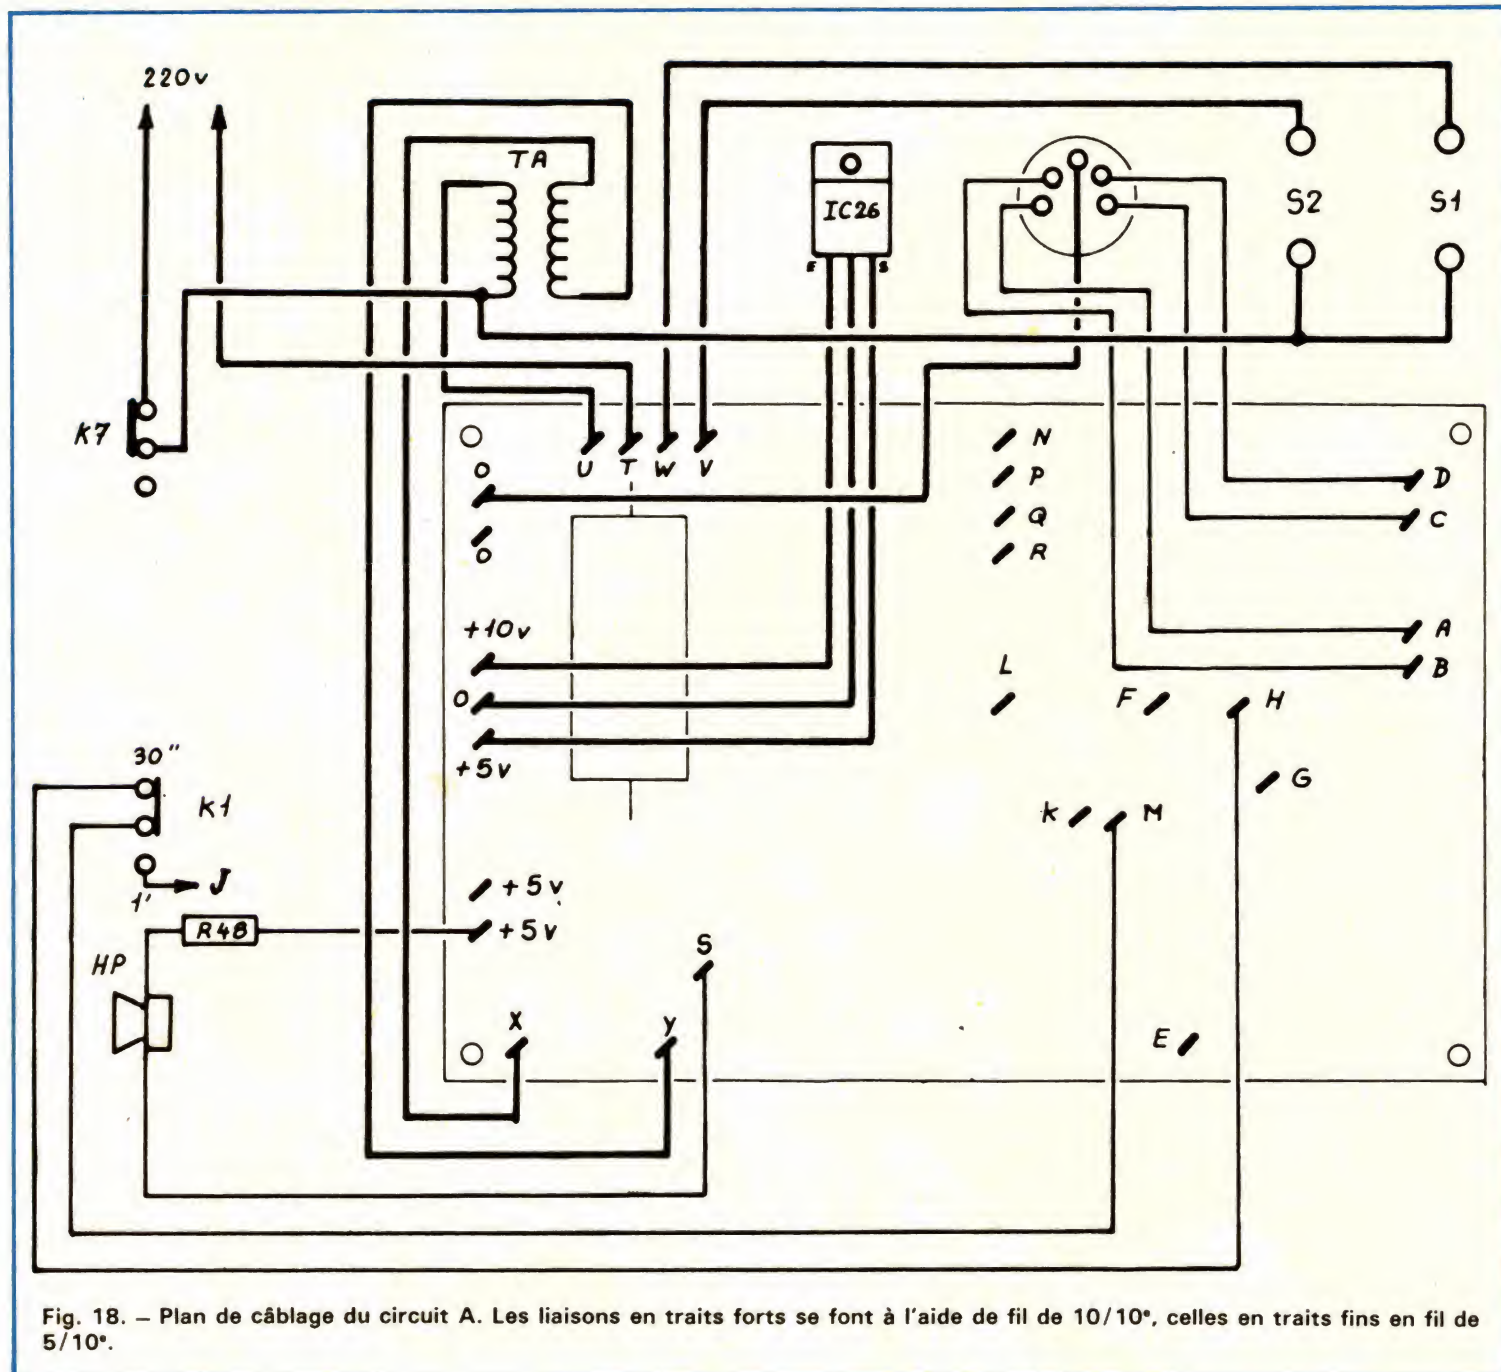 220v
TA
IC26
E
S
S2
S1
K7
U
T
W
V
O
O
N
P
Q
R
D
C
+10v
O
+5v
A
B
L
F
H
G
30"
K1
1'
J
K
M
+5v
R48
+5v
HP
S
X
Y
E
Fig. 18. – Plan de câblage du circuit A. Les liaisons en traits forts se font à l'aide de fil de 10/10e, celles en traits fins en fil de
5/10e.